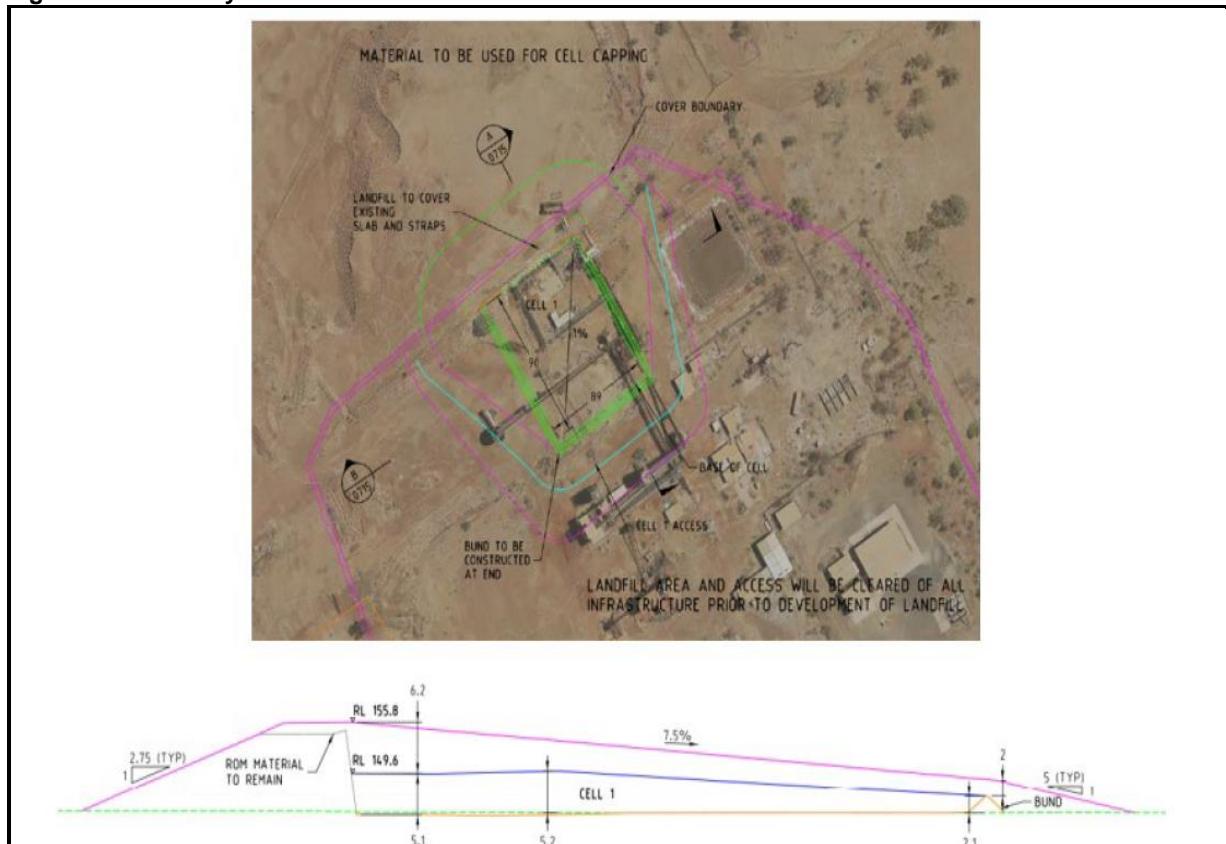 MATERIAL TO BE USED FOR CELL CAPPING
COVER BOUNDARY
A
0715
LANDFILL TO COVER
EXISTING
SLAB AND STRAPS
CELL 1
1%
96
89
B
0715
BASE OF CELL
CELL 1 ACCESS
BUND TO BE
CONSTRUCTED
AT END
LANDFILL AREA AND ACCESS WILL BE CLEARED OF ALL
INFRASTRUCTURE PRIOR TO DEVELOPMENT OF LANDFILL
6.2
RL 155.8
2.75 (TYP)
1
ROM MATERIAL
TO REMAIN
RL 149.6
7.5%
CELL 1
2
5 (TYP)
1
BUND
5.1
5.2
2.1